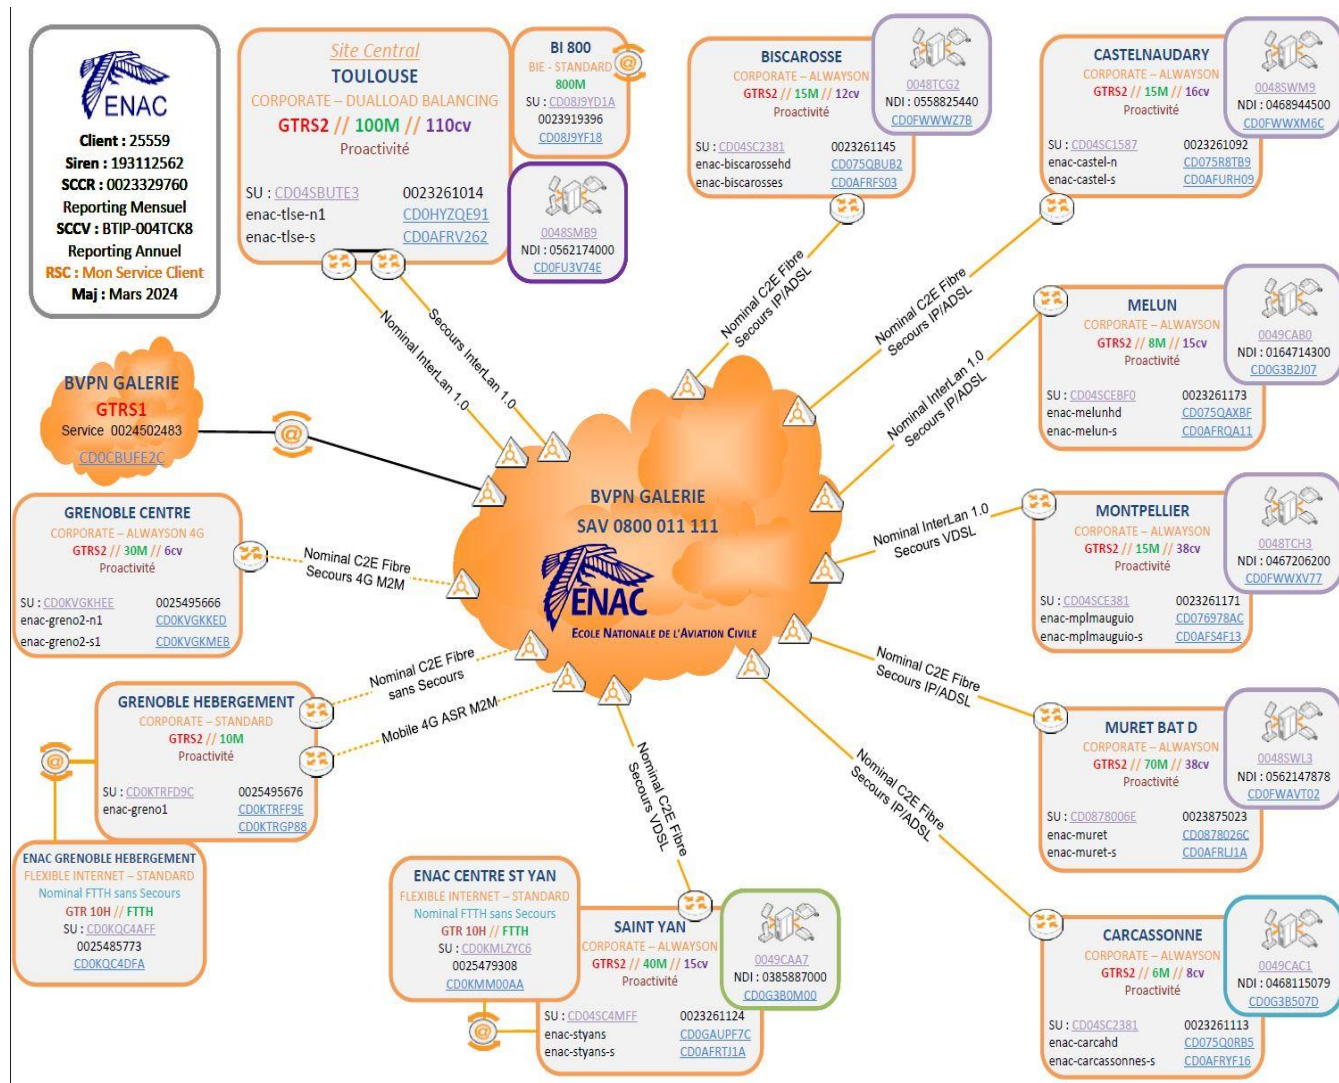 ENAC
Client : 25559
Siren : 193112562
SCCR : 0023329760
Reporting Mensuel
SCCV : BTIP-004TCK8
Reporting Annuel
RSC : Mon Service Client
Maj : Mars 2024
Site Central
TOULOUSE
CORPORATE – DUALLOAD BALANCING
GTRS2 // 100M // 110cv
Proactivité
SU : CD04SBUTE3 0023261014
enac-tlse-n1 CD0HYZQE91
enac-tlse-s CD0AFRV262
BI 800
BIE - STANDARD
800M
SU : CD08J9YD1A
0023919396
CD08J9YF18
@
0048SMB9
NDI : 0562174000
CD0FU3V74E
BISCAROSSE
CORPORATE – ALWAYSON
GTRS2 // 15M // 12cv
Proactivité
SU : CD04SC2381 0023261145
enac-biscarossehd CD075QBUB2
enac-biscarosses CD0AFRFS03
0048TCG2
NDI : 0558825440
CD0FWWWZ7B
CASTELNAUDARY
CORPORATE – ALWAYSON
GTRS2 // 15M // 16cv
Proactivité
SU : CD04SC1587 0023261092
enac-castel-n CD075R8TB9
enac-castel-s CD0AFURH09
0048SWM9
NDI : 0468944500
CD0FWWXM6C
Nominal InterLan 1.0
Secours InterLan 1.0
Nominal C2E Fibre
Secours IP/ADSL
Nominal C2E Fibre
Secours IP/ADSL
Nominal InterLan 1.0
Secours IP/ADSL
MELUN
CORPORATE – ALWAYSON
GTRS2 // 8M // 15cv
Proactivité
SU : CD04SCEBF0 0023261173
enac-melunhd CD075QAXBF
enac-melun-s CD0AFRQA11
0049CAB0
NDI : 0164714300
CD0G3B2J07
BVPN GALERIE
GTRS1
Service 0024502483
CD0CBUFE2C
@
BVPN GALERIE
SAV 0800 011 111
ENAC
ECOLE NATIONALE DE L'AVIATION CIVILE
Nominal InterLan 1.0
Secours VDSL
MONTPELLIER
CORPORATE – ALWAYSON
GTRS2 // 15M // 38cv
Proactivité
SU : CD04SCE381 0023261171
enac-mplmauguio CD076978AC
enac-mplmauguio-s CD0AFS4F13
0048TCH3
NDI : 0467206200
CD0FWWXV77
GRENOBLE CENTRE
CORPORATE – ALWAYSON 4G
GTRS2 // 30M // 6cv
Proactivité
SU : CD0KVGKHEE 0025495666
enac-greno2-n1 CD0KVGKKED
enac-greno2-s1 CD0KVGKMEB
Nominal C2E Fibre
Secours 4G M2M
Nominal C2E Fibre
sans Secours
Mobile 4G ASR M2M
GRENOBLE HEBERGEMENT
CORPORATE – STANDARD
GTRS2 // 10M
Proactivité
SU : CD0KTRFD9C 0025495676
enac-greno1 CD0KTRFF9E
CD0KTRGP88
@
ENAC GRENOBLE HEBERGEMENT
FLEXIBLE INTERNET – STANDARD
Nominal FTTH sans Secours
GTR 10H // FTTH
SU : CD0KQC4AFF
0025485773
CD0KQC4DFA
Nominal C2E Fibre
Secours IP/ADSL
MURET BAT D
CORPORATE – ALWAYSON
GTRS2 // 70M // 38cv
Proactivité
SU : CD0878006E 0023875023
enac-muret CD0878026C
enac-muret-s CD0AFRLJ1A
0048SWL3
NDI : 0562147878
CD0FWAVT02
Nominal C2E Fibre
Secours VDSL
Nominal C2E Fibre
Secours IP/ADSL
ENAC CENTRE ST YAN
FLEXIBLE INTERNET – STANDARD
Nominal FTTH sans Secours
GTR 10H // FTTH
SU : CD0KMLZYC6
0025479308
CD0KMM00AA
@
SAINT YAN
CORPORATE – ALWAYSON
GTRS2 // 40M // 15cv
Proactivité
SU : CD04SC4MFF 0023261124
enac-styans CD0GAUPF7C
enac-styans-s CD0AFRTJ1A
0049CAA7
NDI : 0385887000
CD0G3B0M00
CARCASSONNE
CORPORATE – ALWAYSON
GTRS2 // 6M // 8cv
Proactivité
SU : CD04SC2381 0023261113
enac-carcahd CD075Q0RB5
enac-carcassonnes-s CD0AFRYF16
0049CAC1
NDI : 0468115079
CD0G3B507D